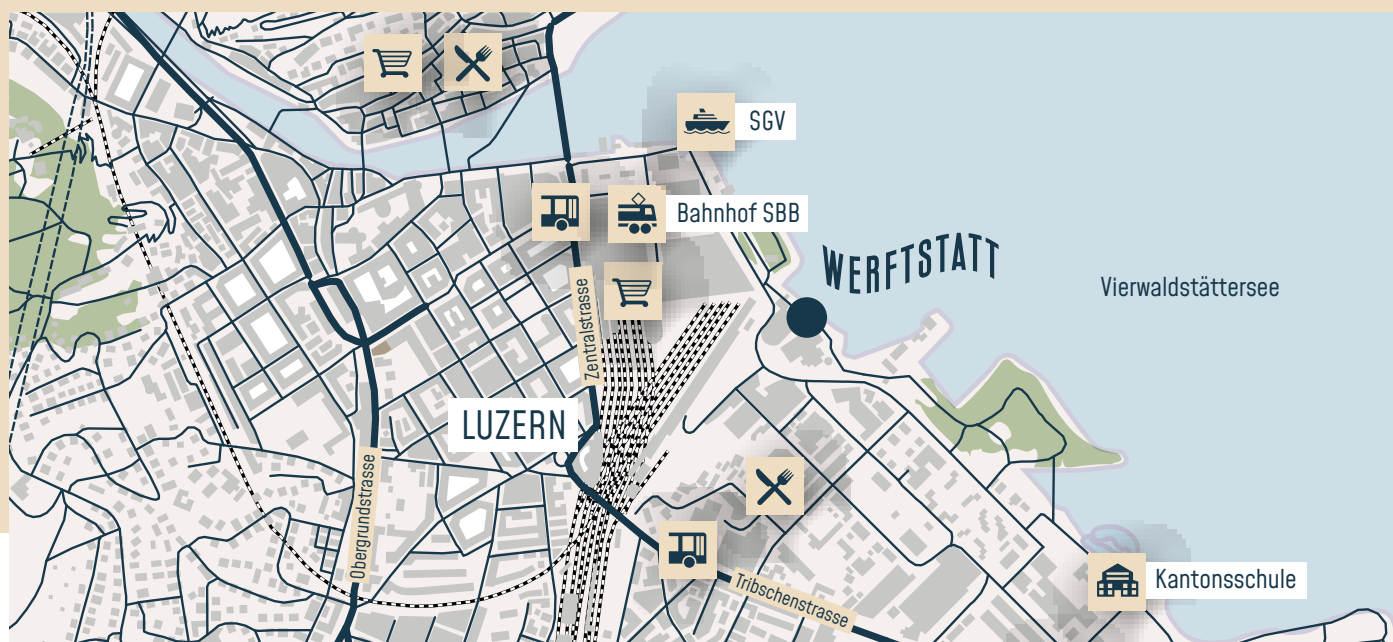 SGV
Bahnhof SBB
WERFTSTATT
Vierwaldstättersee
Zentralstrasse
LUZERN
Obergrundstrasse
Tribschenstrasse
Kantonsschule